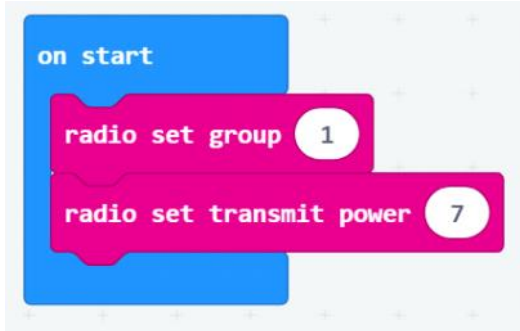 on start
radio set group 1
radio set transmit power 7